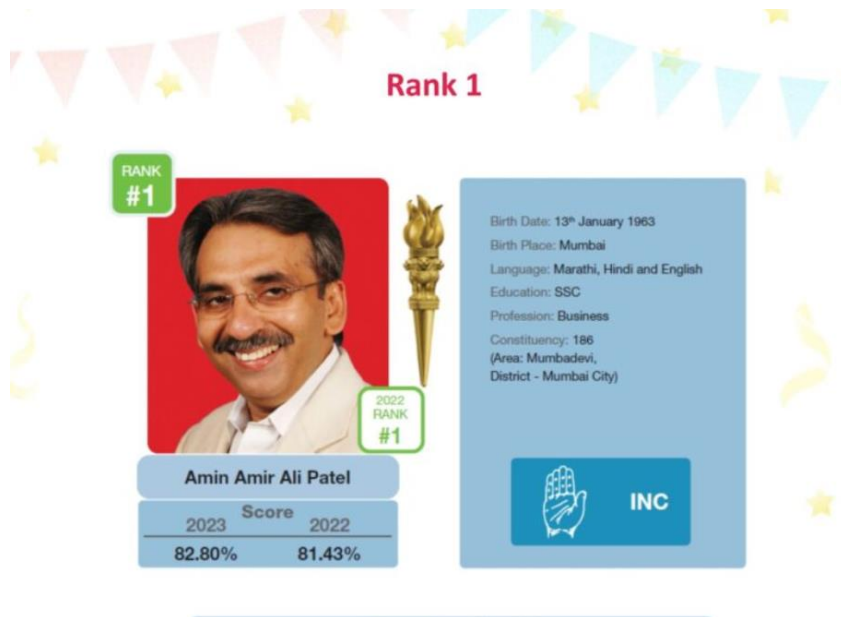 Rank 1
RANK
#1
2022
RANK
#1
Amin Amir Ali Patel
Score
2023 2022
82.80% 81.43%
Birth Date: 13th January 1963
Birth Place: Mumbai
Language: Marathi, Hindi and English
Education: SSC
Profession: Business
Constituency: 186
(Area: Mumbadevi,
District - Mumbai City)
INC